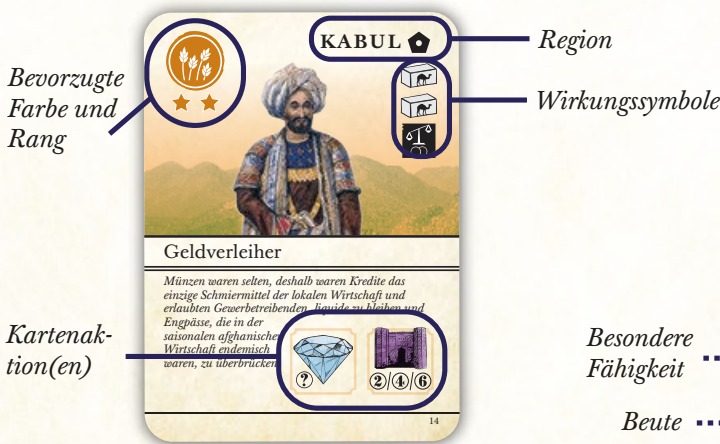 KABUL
Region
Bevorzugte
Farbe und
Rang
Wirkungssymbole
Geldverleiher
Münzen waren selten, deshalb waren Kredite das
einzige Schmiermittel der lokalen Wirtschaft und
erlaubten Gewerbetreibenden, liquide zu bleiben und
Engpässe, die in der
saisonalen afghanischen
Wirtschaft endemisch
waren, zu überbrücken
Kartenak-
tion(en)
?
2/4/6
14
Besondere
Fähigkeit
Beute